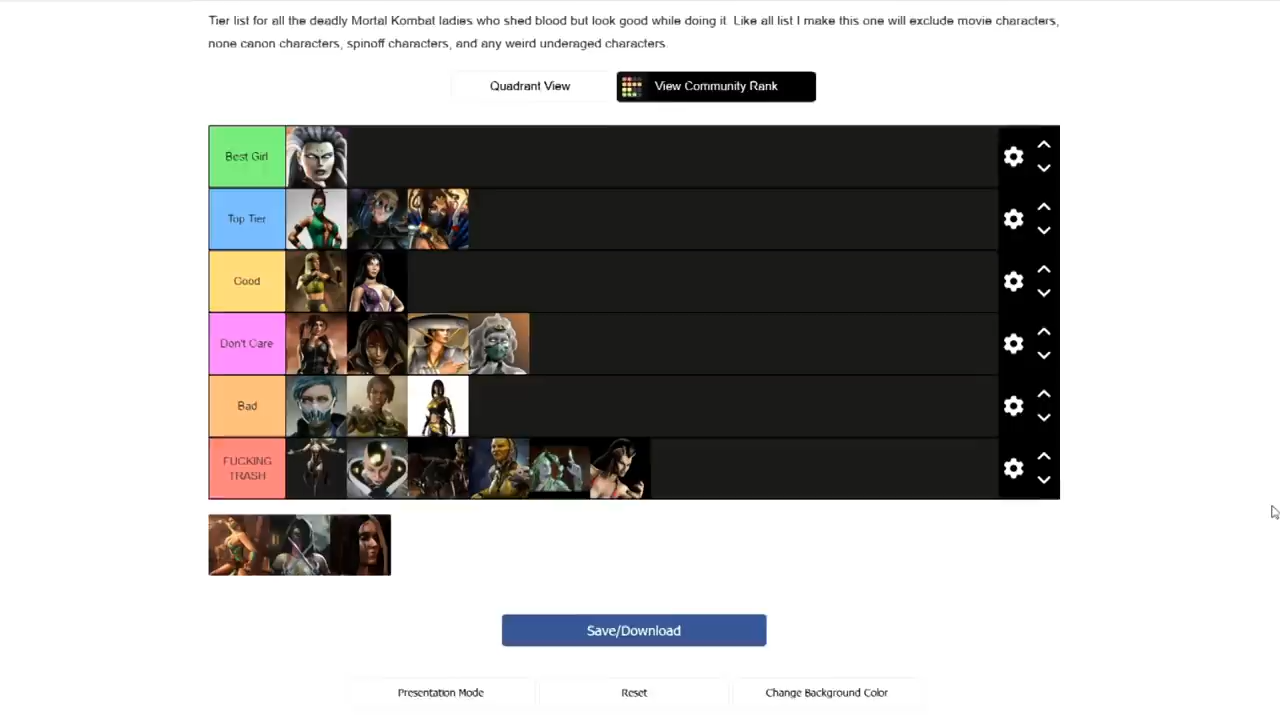 Tier list for all the deadly Mortal Kombat ladies who shed blood but look good while doing it. Like all list I make this one will exclude movie characters,
none canon characters, spinoff characters, and any weird underaged characters.
Quadrant View
View Community Rank
Best Girl
Top Tier
Good
Don't Care
Bad
FUCKING
TRASH
Save/Download
Presentation Mode
Reset
Change Background Color